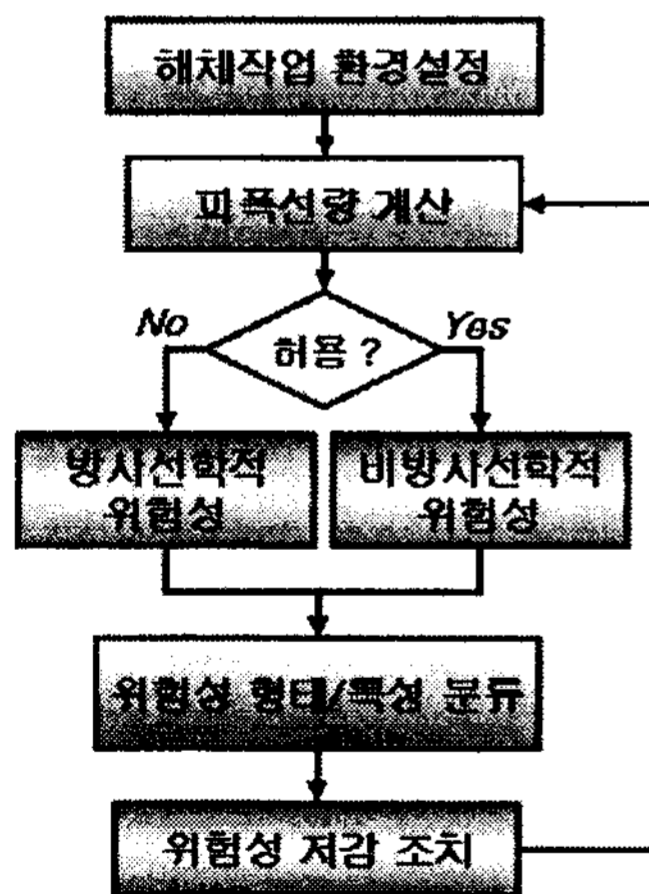 해체작업 환경설정
피폭선량 계산
No
Yes
허용 ?
방사선학적
위험성
비방사선학적
위험성
위험성 형태/특성 분류
위험성 저감 조치